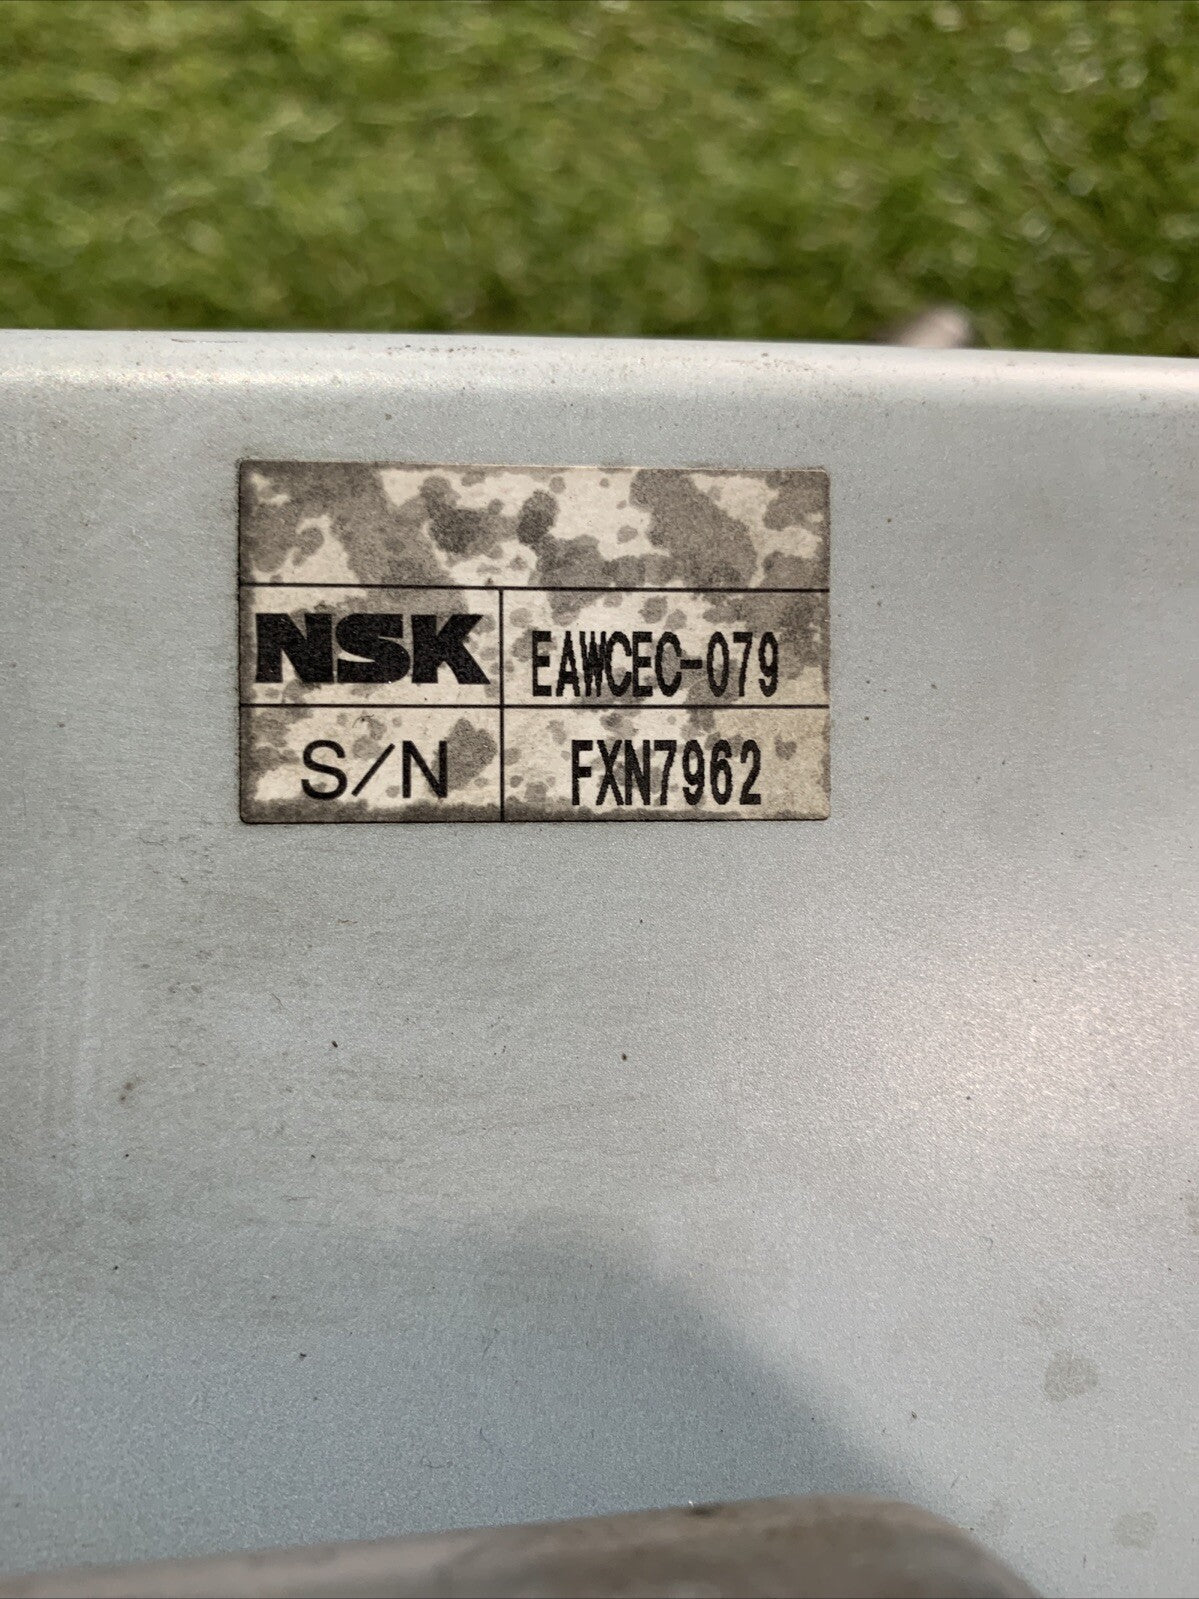 NSK EAWCEC-079
S/N FXN7962